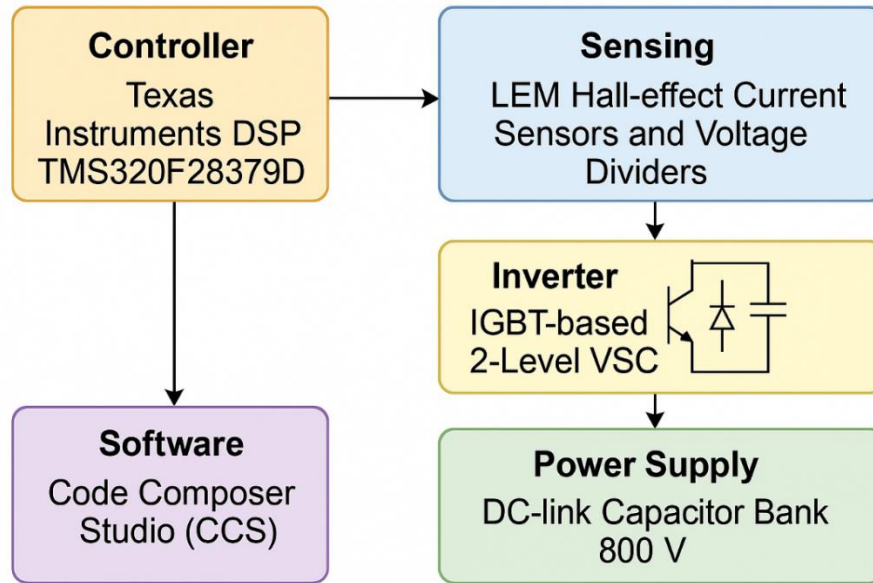 Controller
Texas
Instruments DSP
TMS320F28379D
Sensing
LEM Hall-effect Current
Sensors and Voltage
Dividers
Inverter
IGBT-based
2-Level VSC
Software
Code Composer
Studio (CCS)
Power Supply
DC-link Capacitor Bank
800 V